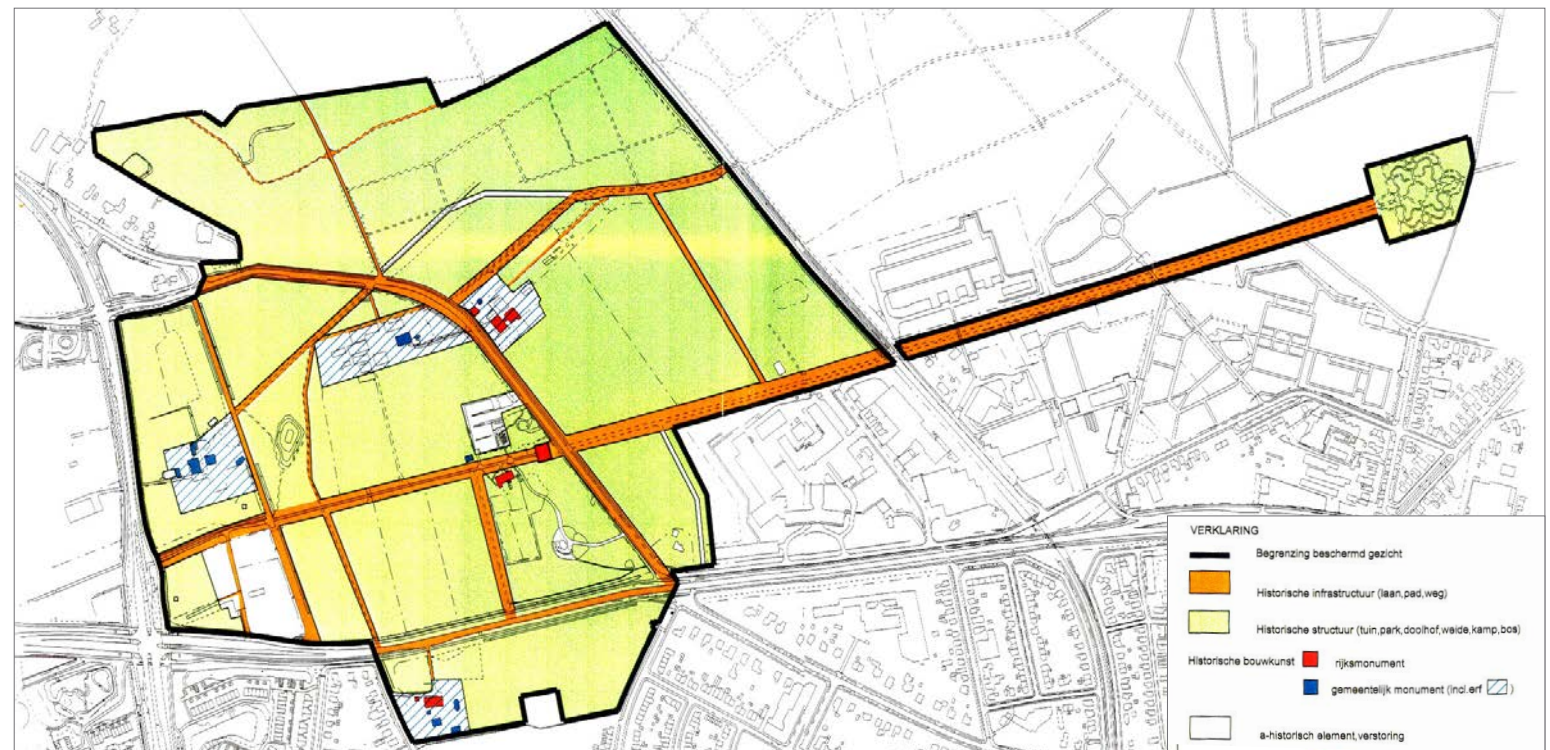 VERKLARING
Begrenzing beschermd gezicht
Historische infrastructuur (laan,pad,weg)
Historische structuur (tuin,park,doolhof,weide,kamp,bos)
Historische bouwkunst rijksmonument
gemeentelijk monument (incl.erf )
a-historisch element,verstoring